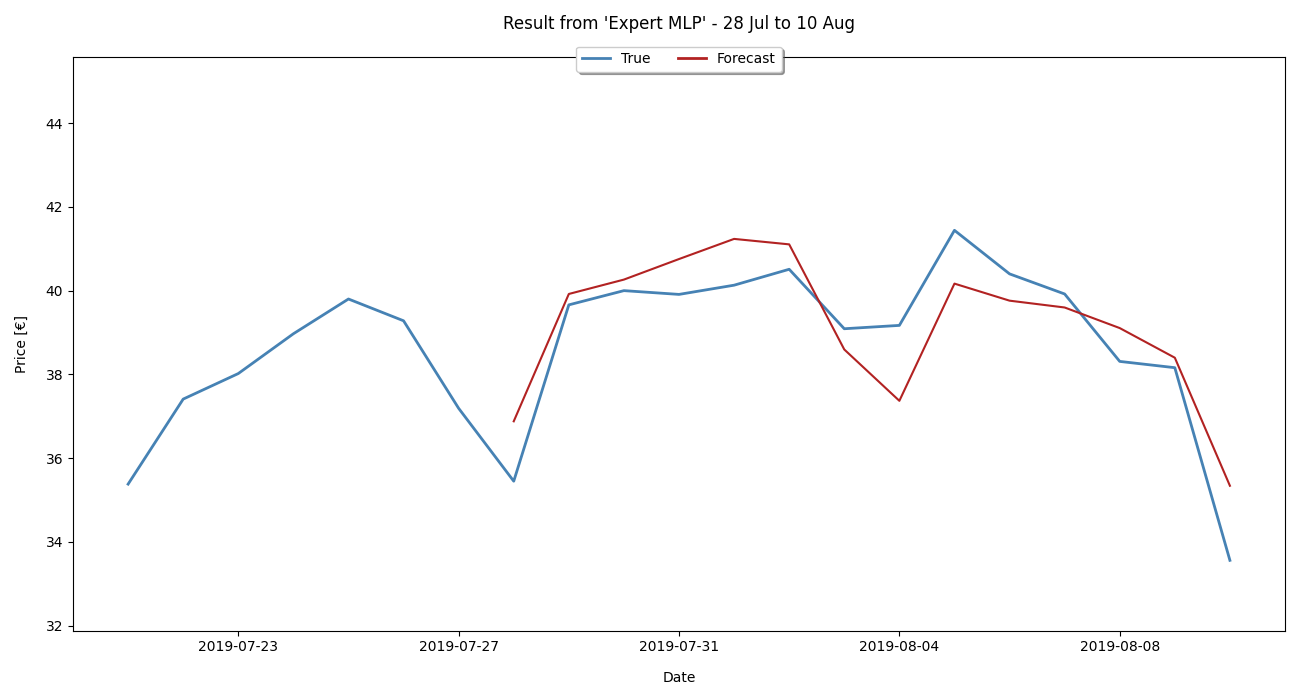 Result from 'Expert MLP' - 28 Jul to 10 Aug
True Forecast
44
42
40
38
36
34
32
Price [€]
2019-07-23 2019-07-27 2019-07-31 2019-08-04 2019-08-08
Date